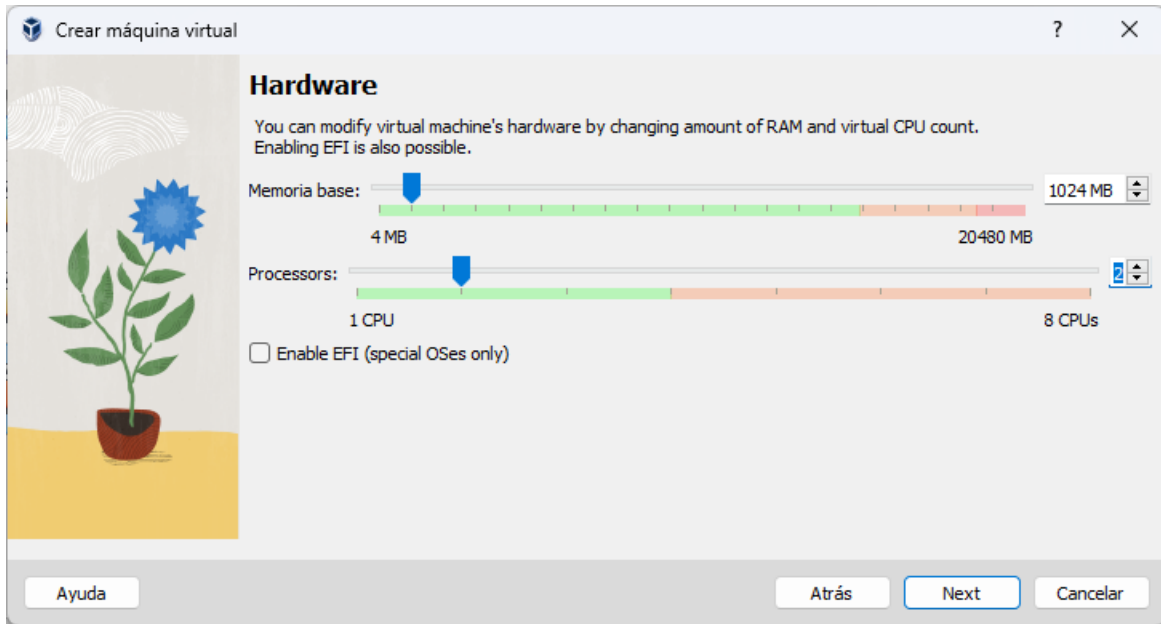 Crear máquina virtual
?
Hardware
You can modify virtual machine's hardware by changing amount of RAM and virtual CPU count.
Enabling EFI is also possible.
Memoria base: 1024 MB
4 MB 20480 MB
Processors: 2
1 CPU 8 CPUs
Enable EFI (special OSes only)
Ayuda Atrás Next Cancelar